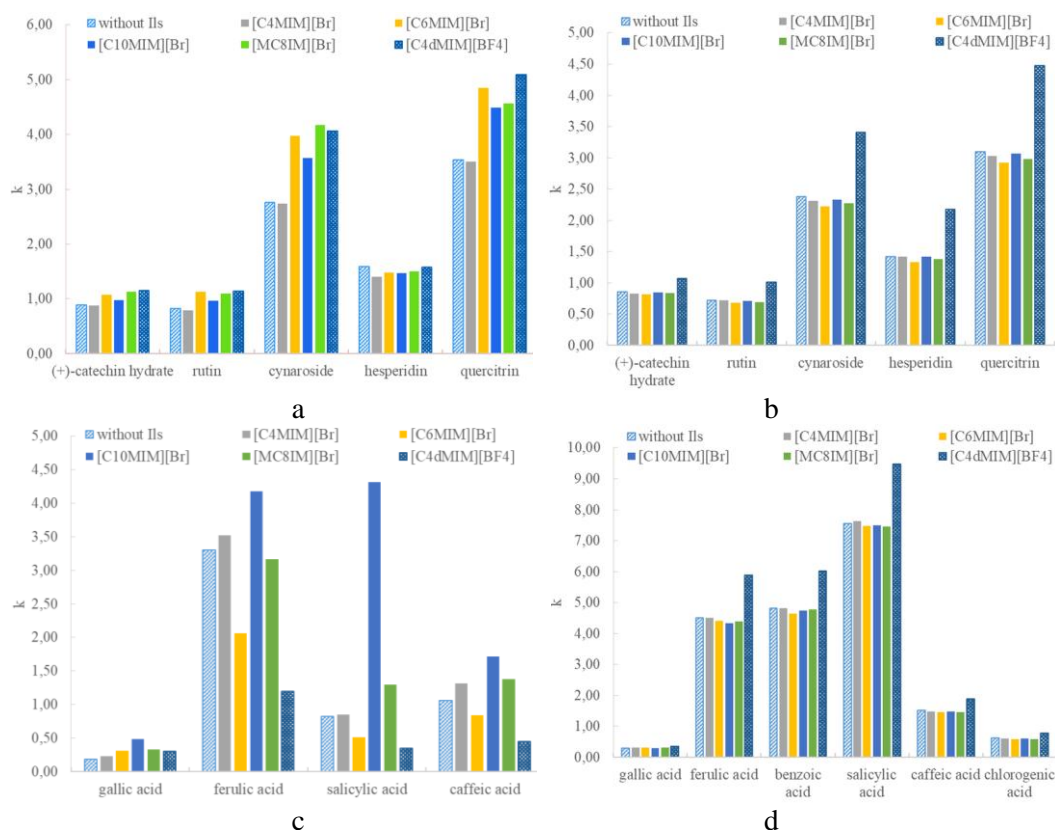 without Ils [C4MIM][Br] [C6MIM][Br]
[C10MIM][Br] [MC8IM][Br] [C4dMIM][BF4]
6,00
5,00
4,00
3,00
2,00
1,00
0,00
k
(+)-catechin hydrate rutin cynaroside hesperidin quercitrin
a
without Ils [C4MIM][Br] [C6MIM][Br]
[C10MIM][Br] [MC8IM][Br] [C4dMIM][BF4]
5,00
4,50
4,00
3,50
3,00
2,50
2,00
1,50
1,00
0,50
0,00
k
(+)-catechin rutin cynaroside hesperidin quercitrin
hydrate
b
without Ils [C4MIM][Br] [C6MIM][Br]
[C10MIM][Br] [MC8IM][Br] [C4dMIM][BF4]
5,00
4,50
4,00
3,50
3,00
2,50
2,00
1,50
1,00
0,50
0,00
k
gallic acid ferulic acid salicylic acid caffeic acid
c
without Ils [C4MIM][Br] [C6MIM][Br]
[C10MIM][Br] [MC8IM][Br] [C4dMIM][BF4]
10,00
9,00
8,00
7,00
6,00
5,00
4,00
3,00
2,00
1,00
0,00
k
gallic acid ferulic acid benzoic salicylic caffeic acid chlorogenic
acid acid acid
d